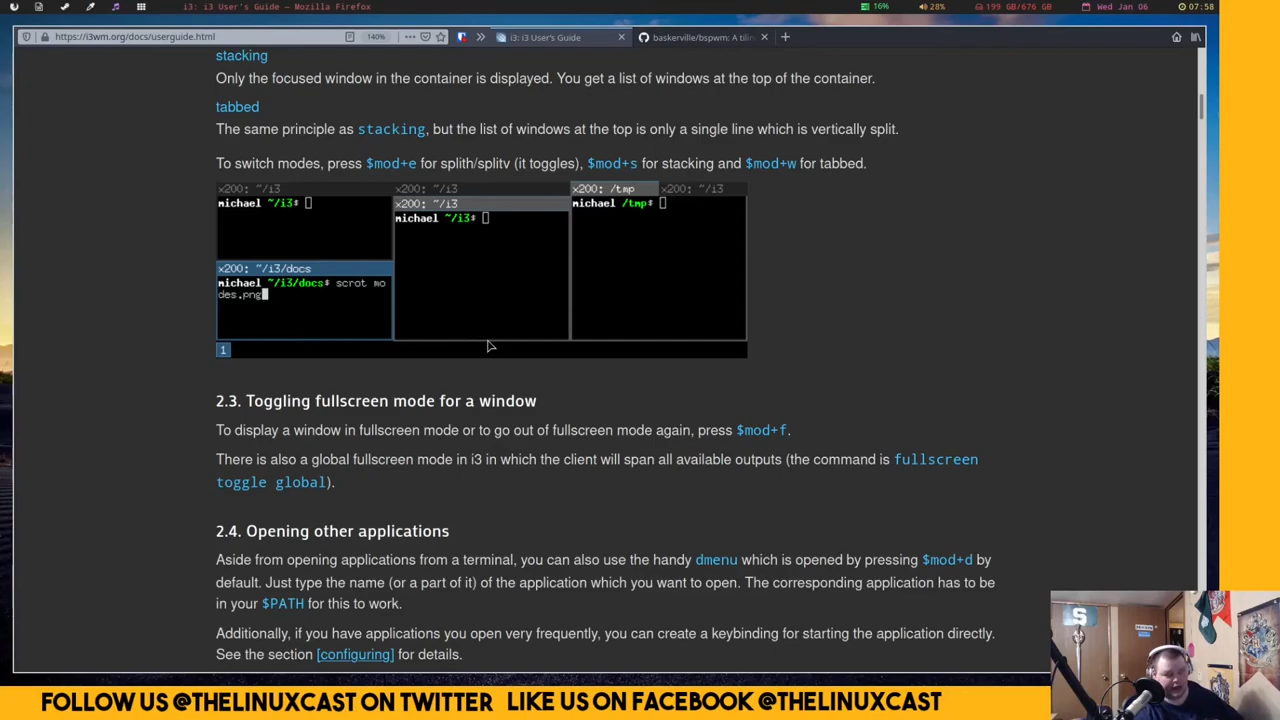 i3: i3 User's Guide – Mozilla Firefox
16%
28%
199 GB/676 GB
Wed Jan 06
07:58
https://i3wm.org/docs/userguide.html
140%
i3: i3 User's Guide
baskerville/bspwm: A tilin
stacking
Only the focused window in the container is displayed. You get a list of windows at the top of the container.
tabbed
The same principle as stacking, but the list of windows at the top is only a single line which is vertically split.
To switch modes, press $mod+e for splith/splitv (it toggles), $mod+s for stacking and $mod+w for tabbed.
x200: ~/i3
michael ~/i3$
x200: ~/i3/docs
michael ~/i3/docs$ scrot mo
des.png
x200: ~/i3
x200: ~/i3
michael ~/i3$
x200: /tmp
x200: ~/i3
michael /tmp$
1
2.3. Toggling fullscreen mode for a window
To display a window in fullscreen mode or to go out of fullscreen mode again, press $mod+f.
There is also a global fullscreen mode in i3 in which the client will span all available outputs (the command is fullscreen
toggle global).
2.4. Opening other applications
Aside from opening applications from a terminal, you can also use the handy dmenu which is opened by pressing $mod+d by
default. Just type the name (or a part of it) of the application which you want to open. The corresponding application has to be
in your $PATH for this to work.
Additionally, if you have applications you open very frequently, you can create a keybinding for starting the application directly.
See the section [configuring] for details.
S
FOLLOW US @THELINUXCAST ON TWITTER LIKE US ON FACEBOOK @THELINUXCAST